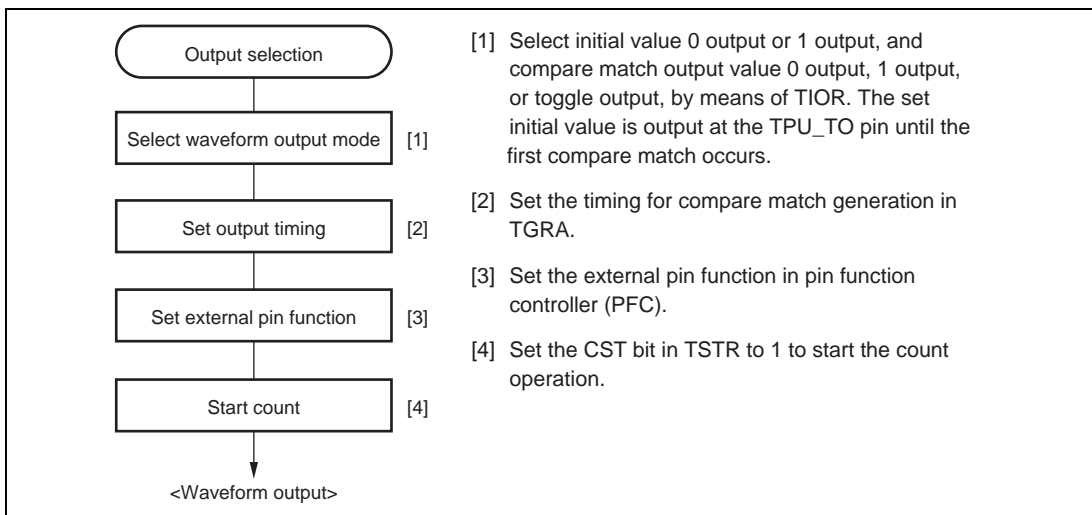 Output selection
Select waveform output mode [1]
Set output timing [2]
Set external pin function [3]
Start count [4]
<Waveform output>
[1] Select initial value 0 output or 1 output, and
compare match output value 0 output, 1 output,
or toggle output, by means of TIOR. The set
initial value is output at the TPU_TO pin until the
first compare match occurs.
[2] Set the timing for compare match generation in
TGRA.
[3] Set the external pin function in pin function
controller (PFC).
[4] Set the CST bit in TSTR to 1 to start the count
operation.